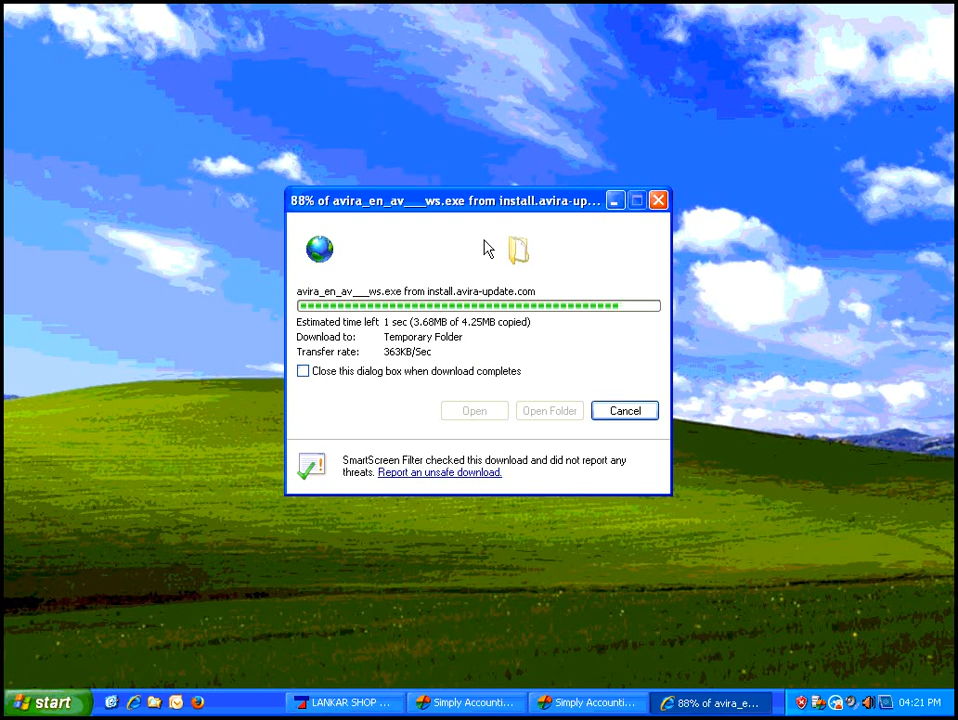 88% of avira_en_av___ws.exe from install.avira-up...
avira_en_av___ws.exe from install.avira-update.com
Estimated time left 1 sec (3.68MB of 4.25MB copied)
Download to: Temporary Folder
Transfer rate: 363KB/Sec
Close this dialog box when download completes
Open Open Folder Cancel
SmartScreen Filter checked this download and did not report any
threats. Report an unsafe download.
start LANKAR SHOP ... Simply Accounti... Simply Accounti... 88% of avira_e... 04:21 PM